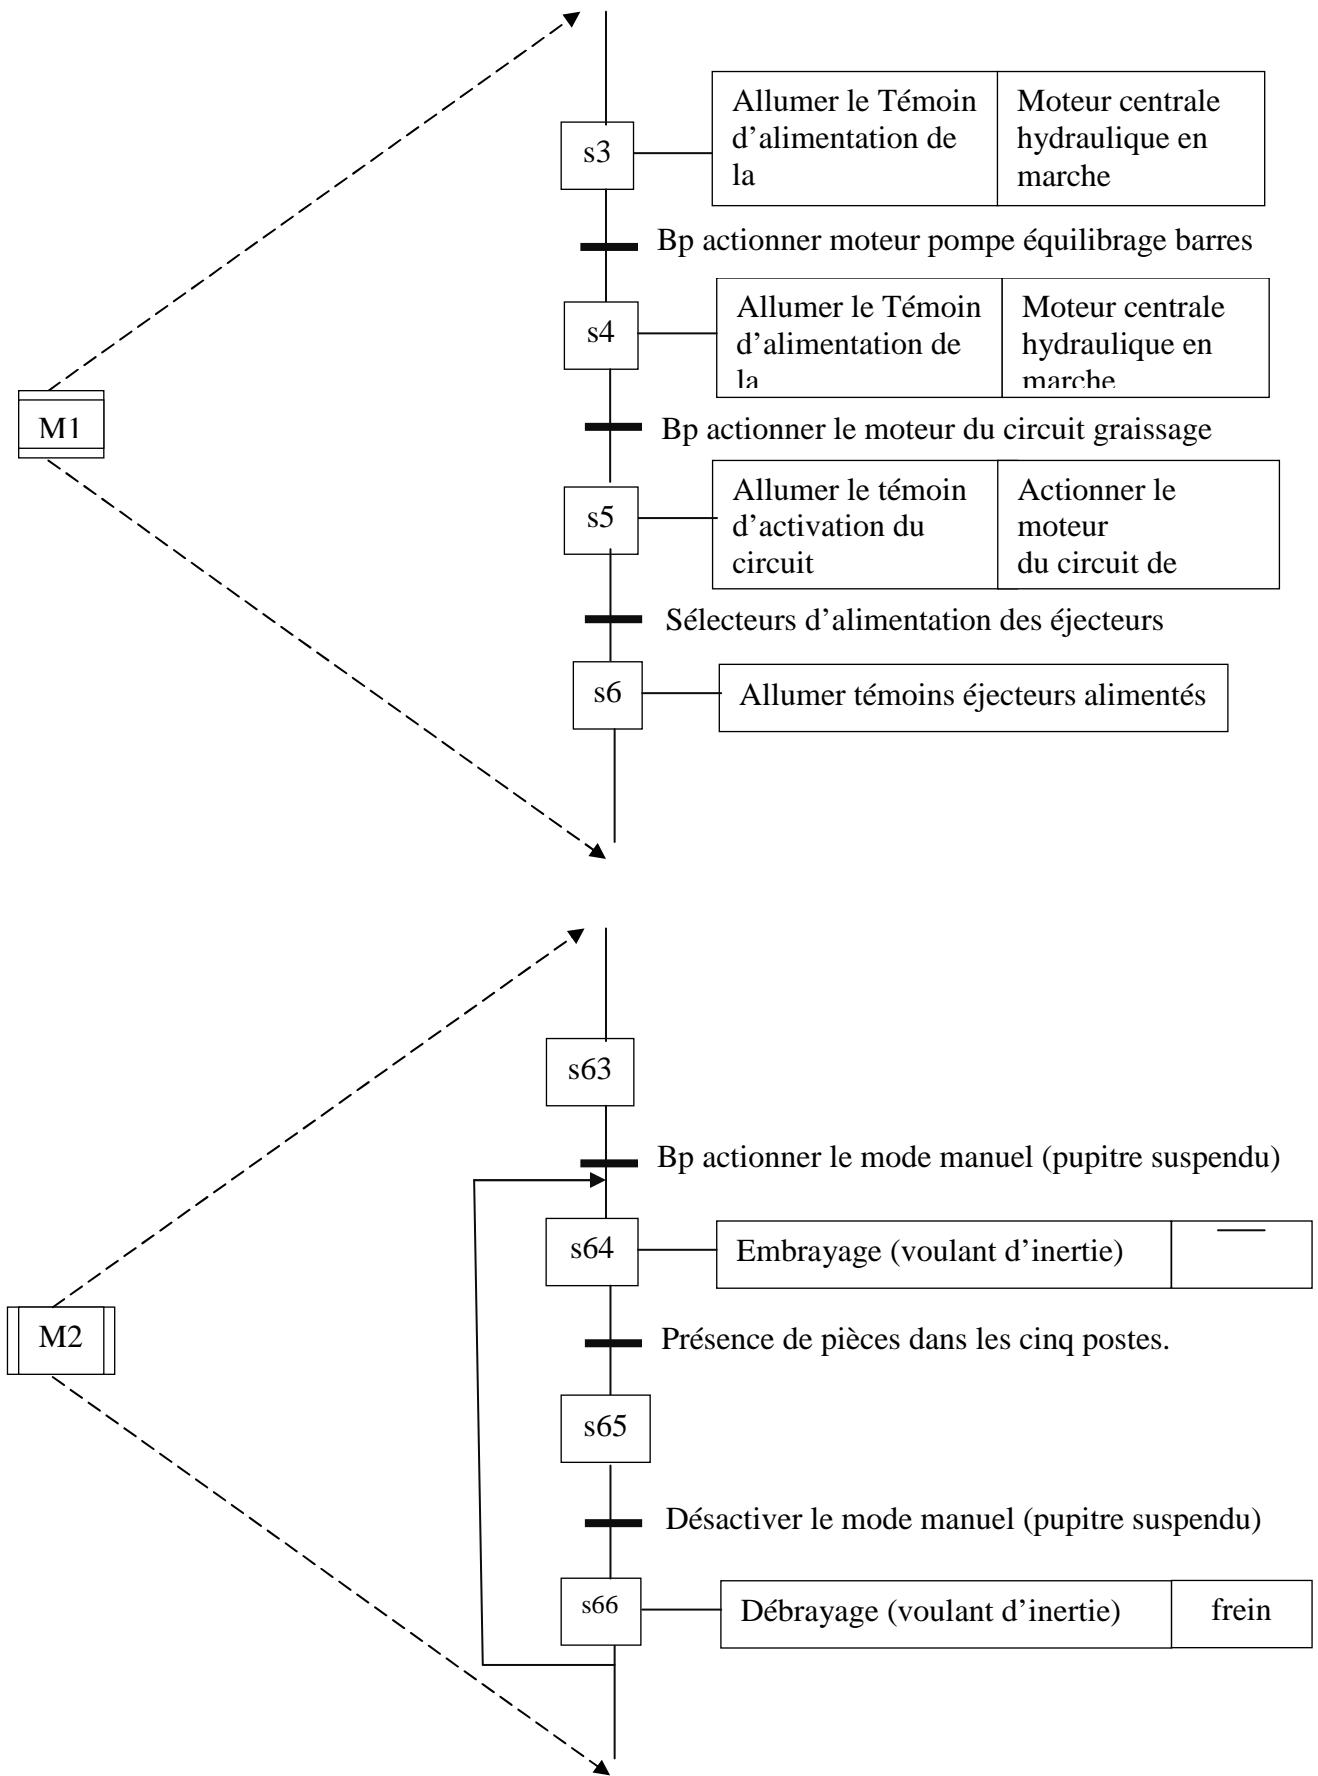 s3
Allumer le Témoin
d’alimentation de
la
Moteur centrale
hydraulique en
marche
Bp actionner moteur pompe équilibrage barres
s4
Allumer le Témoin
d’alimentation de
la
Moteur centrale
hydraulique en
marche
M1
Bp actionner le moteur du circuit graissage
s5
Allumer le témoin
d’activation du
circuit
Actionner le
moteur
du circuit de
Sélecteurs d’alimentation des éjecteurs
s6
Allumer témoins éjecteurs alimentés
s63
Bp actionner le mode manuel (pupitre suspendu)
s64
Embrayage (voulant d’inertie)
M2
Présence de pièces dans les cinq postes.
s65
Désactiver le mode manuel (pupitre suspendu)
s66
Débrayage (voulant d’inertie)
frein